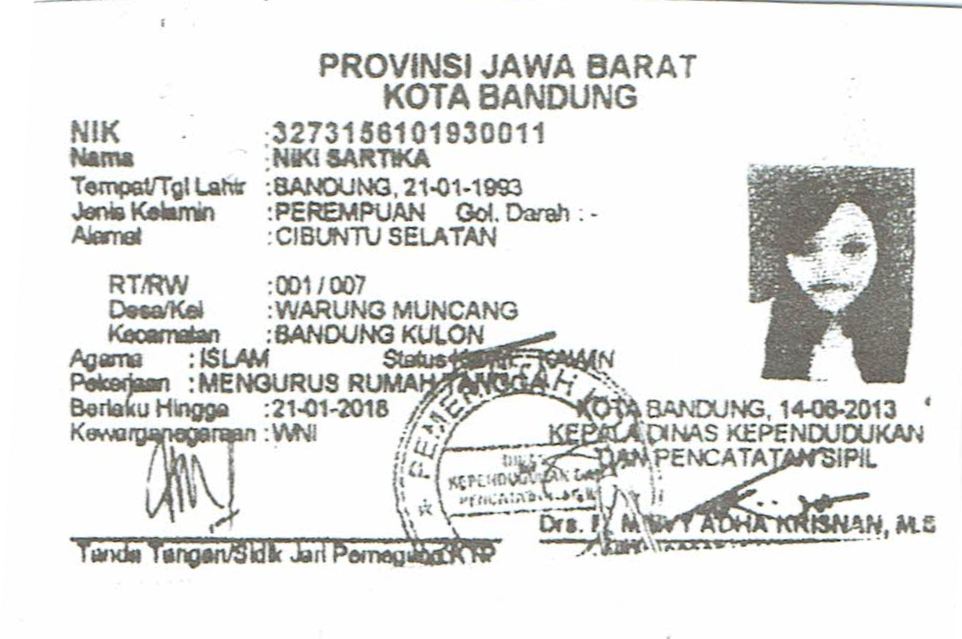 PROVINSI JAWA BARAT
KOTA BANDUNG
NIK : 3273156101930011
Nama : NIKI SARTIKA
Tempat/Tgl Lahir : BANDUNG, 21-01-1993
Jenis Kelamin : PEREMPUAN Gol. Darah : -
Alamat : CIBUNTU SELATAN
RT/RW : 001 / 007
Desa/Kel : WARUNG MUNCANG
Kecamatan : BANDUNG KULON
Agama : ISLAM Status KAWIN
Pekerjaan : MENGURUS RUMAH TANGGA
Berlaku Hingga : 21-01-2018
Kewarganegaraan : WNI
KOTA BANDUNG, 14-06-2013
KEPALA DINAS KEPENDUDUKAN
DAN PENCATATAN SIPIL
PEMERINTAH
DINAS
KEPENDUDUKAN DAN
PENCATATAN SIPIL
Drs. ADHA KRISNAN, M.S
Tanda Tangan/Sidik Jari Pemegang KTP